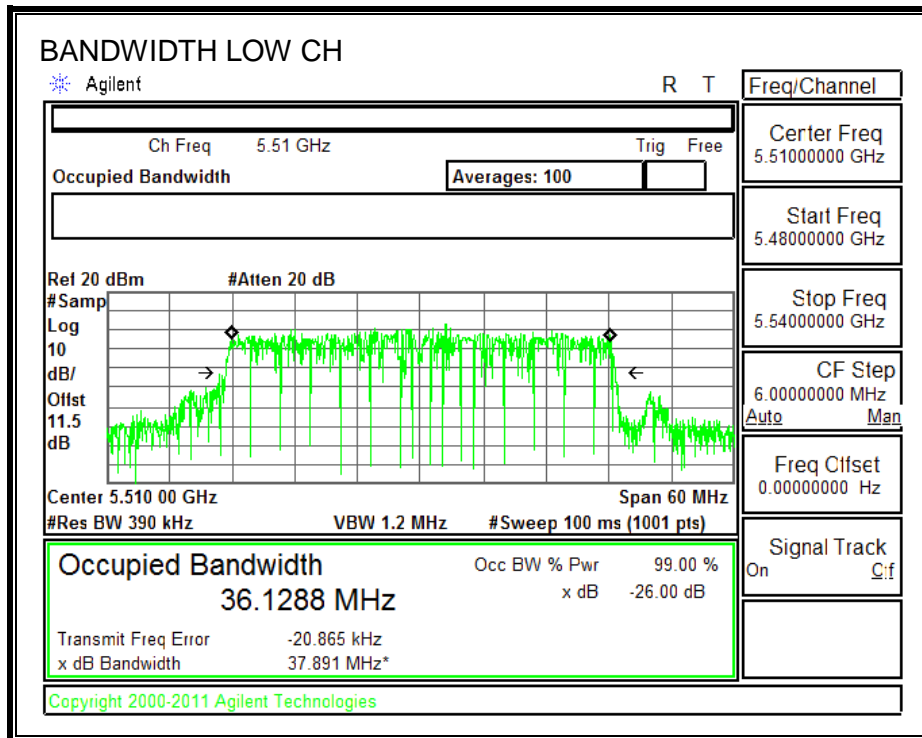 BANDWIDTH LOW CH
Agilent R T
Ch Freq 5.51 GHz Trig Free
Occupied Bandwidth Averages: 100
Ref 20 dBm #Atten 20 dB
#Samp
Log
10
dB/
Offst
11.5
dB
Center 5.510 00 GHz Span 60 MHz
#Res BW 390 kHz VBW 1.2 MHz #Sweep 100 ms (1001 pts)
Occupied Bandwidth Occ BW % Pwr 99.00 %
36.1288 MHz x dB -26.00 dB
Transmit Freq Error -20.865 kHz
x dB Bandwidth 37.891 MHz*
Copyright 2000-2011 Agilent Technologies
Freq/Channel
Center Freq
5.51000000 GHz
Start Freq
5.48000000 GHz
Stop Freq
5.54000000 GHz
CF Step
6.00000000 MHz
Auto Man
Freq Offset
0.00000000 Hz
Signal Track
On Off